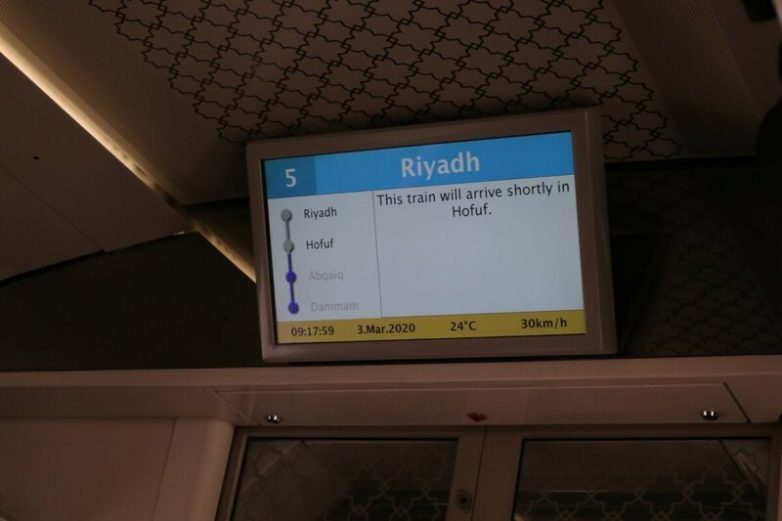 5 Riyadh
This train will arrive shortly in
Hofuf.
Riyadh
Hofuf
Abqaiq
Dammam
09:17:59 3.Mar.2020 24°C 30km/h